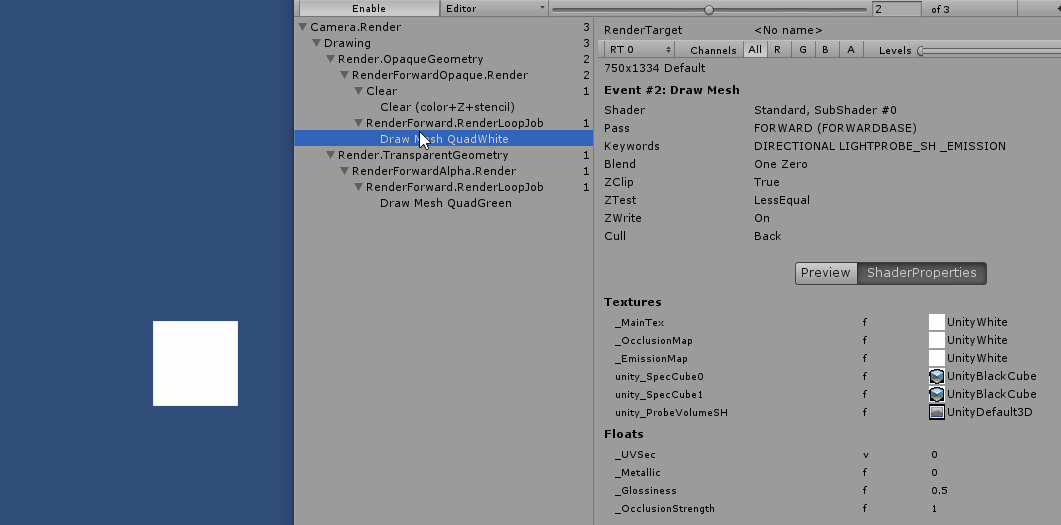 Enable Editor 2 of 3
Camera.Render 3
Drawing 3
Render.OpaqueGeometry 2
RenderForwardOpaque.Render 2
Clear 1
Clear (color+Z+stencil)
RenderForward.RenderLoopJob 1
Draw Mesh QuadWhite
Render.TransparentGeometry 1
RenderForwardAlpha.Render 1
RenderForward.RenderLoopJob 1
Draw Mesh QuadGreen
RenderTarget <No name>
RT 0 Channels All R G B A Levels
750x1334 Default
Event #2: Draw Mesh
Shader Standard, SubShader #0
Pass FORWARD (FORWARDBASE)
Keywords DIRECTIONAL LIGHTPROBE_SH _EMISSION
Blend One Zero
ZClip True
ZTest LessEqual
ZWrite On
Cull Back
Preview ShaderProperties
Textures
_MainTex f UnityWhite
_OcclusionMap f UnityWhite
_EmissionMap f UnityWhite
unity_SpecCube0 f UnityBlackCube
unity_SpecCube1 f UnityBlackCube
unity_ProbeVolumeSH f UnityDefault3D
Floats
_UVSec v 0
_Metallic f 0
_Glossiness f 0.5
_OcclusionStrength f 1